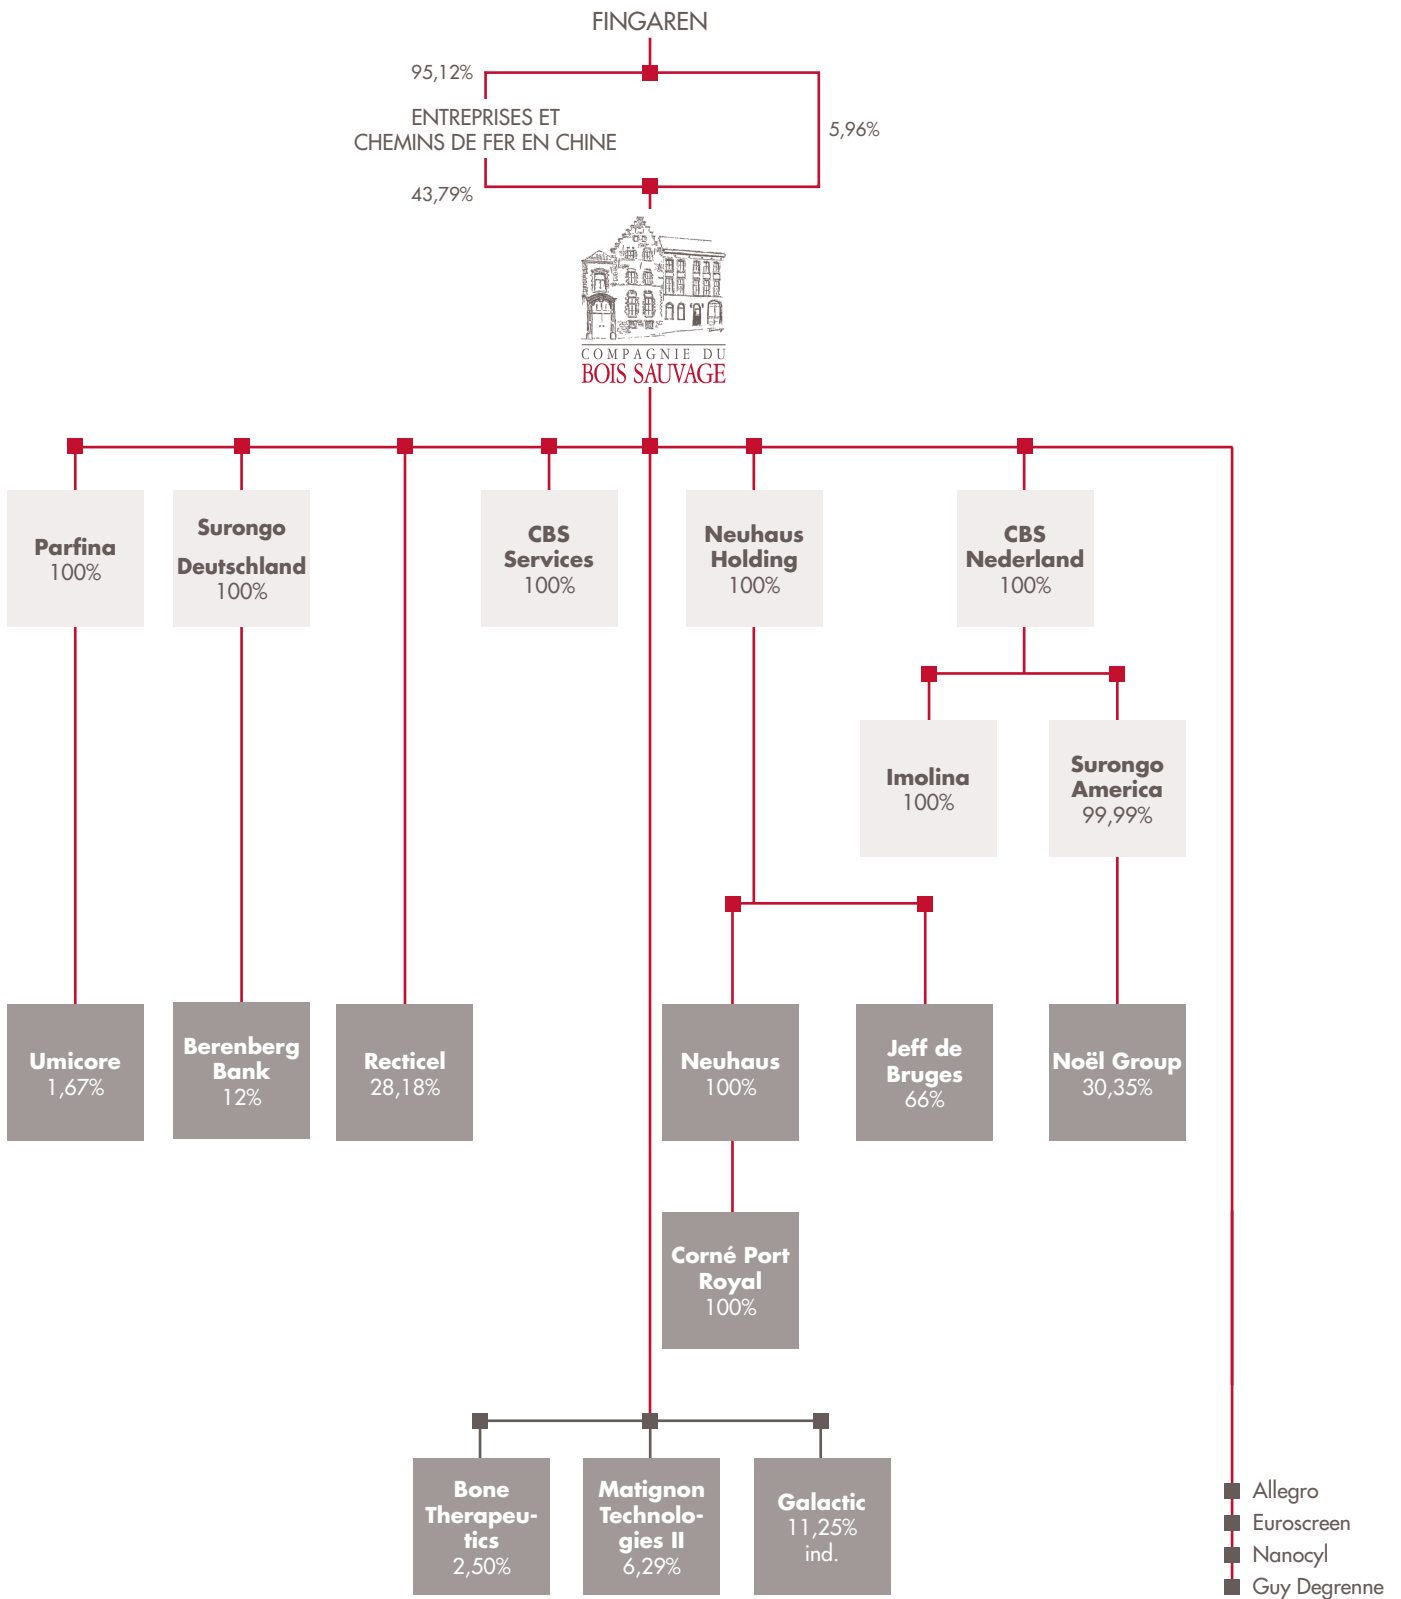 FINGAREN
95,12%
ENTREPRISES ET
CHEMINS DE FER EN CHINE
5,96%
43,79%
COMPAGNIE DU
BOIS SAUVAGE
Parfina
100%
Surongo
Deutschland
100%
CBS
Services
100%
Neuhaus
Holding
100%
CBS
Nederland
100%
Imolina
100%
Surongo
America
99,99%
Umicore
1,67%
Berenberg
Bank
12%
Recticel
28,18%
Neuhaus
100%
Jeff de
Bruges
66%
Noël Group
30,35%
Corné Port
Royal
100%
Bone
Therapeu-
tics
2,50%
Matignon
Technolo-
gies II
6,29%
Galactic
11,25%
ind.
Allegro
Euroscreen
Nanocyl
Guy Degrenne